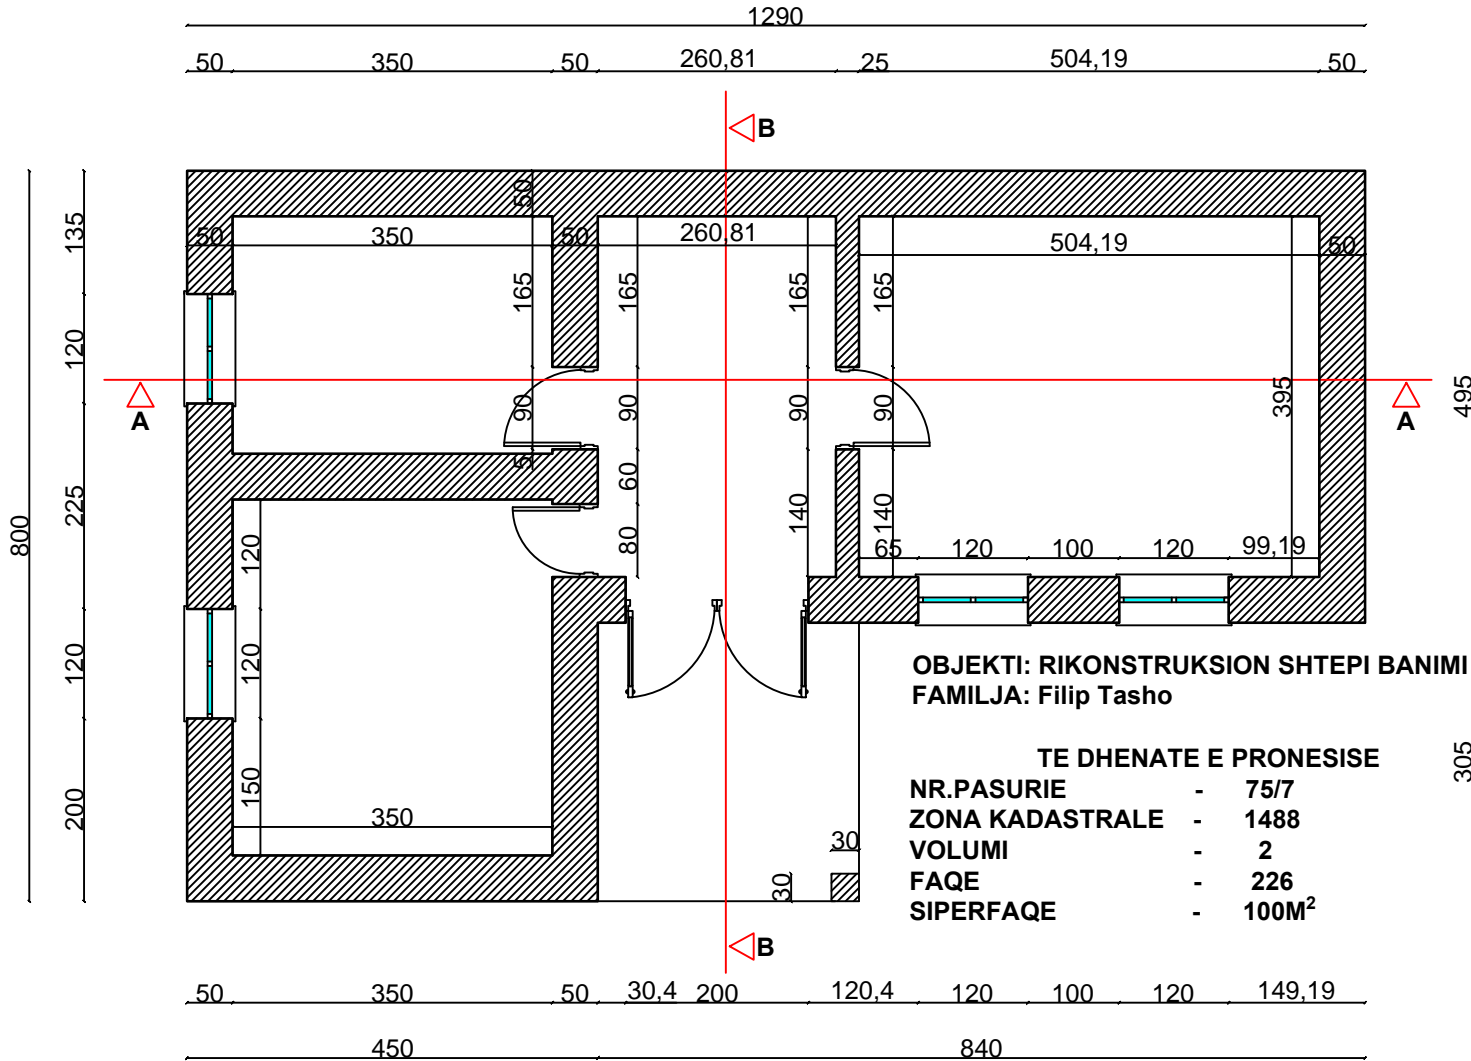 1290
50 350 50 260,81 25 504,19 50
B
50
50 350 50 260,81 504,19 50
135
165 165 165 165
120
90 90 90 90
395
495
A A
5 60
225
800
120 80 140 140
65 120 100 120 99,19
120 120
OBJEKTI: RIKONSTRUKSION SHTEPI BANIMI
FAMILJA: Filip Tasho
TE DHENATE E PRONESISE
305
NR.PASURIE - 75/7
ZONA KADASTRALE - 1488
VOLUMI - 2
FAQE - 226
SIPERFAQE - 100M²
200 150
350
30
30
B
50 350 50 30,4 200 120,4 120 100 120 149,19
450 840